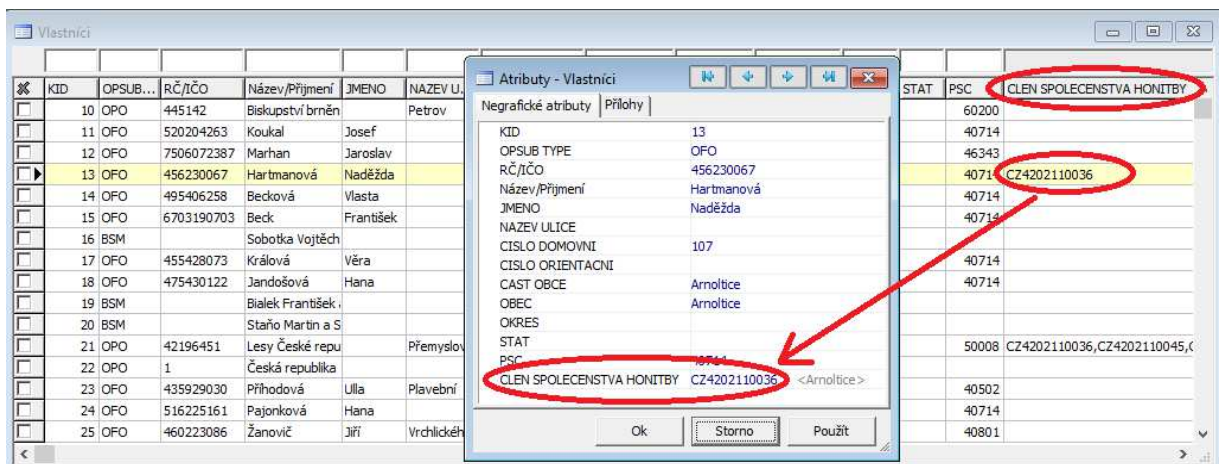 Vlastníci
KID OPSUB... RČ/IČO Název/Přijmení JMENO NAZEV U. STAT PSC CLEN SPOLECENSTVA HONITBY
10 OPO 445142 Biskupství brněn Petrov 60200
11 OFO 520204263 Koukal Josef 40714
12 OFO 7506072387 Marhan Jaroslav 46343
13 OFO 456230067 Hartmanová Naděžda 40714 CZ4202110036
14 OFO 495406258 Becková Vlasta 40714
15 OFO 6703190703 Beck František 40714
16 BSM Sobotka Vojtěch
17 OFO 455428073 Králová Věra 40714
18 OFO 475430122 Jandošová Hana 40714
19 BSM Bialek František
20 BSM Staňo Martin a S
21 OPO 42196451 Lesy České repu Přemyslov 50008 CZ4202110036,CZ4202110045,
22 OPO 1 Česká republika
23 OFO 435929030 Příhodová Ulla Plavební 40502
24 OFO 516225161 Pajonková Hana 40714
25 OFO 460223086 Žanovič Jiří Vrchlickéh 40801
Atributy - Vlastníci
Negrafické atributy Přílohy
KID 13
OPSUB TYPE OFO
RČ/IČO 456230067
Název/Přijmení Hartmanová
JMENO Naděžda
NAZEV ULICE
CISLO DOMOVNI 107
CISLO ORIENTACNI
CAST OBCE Arnoltice
OBEC Arnoltice
OKRES
STAT
PSC 40714
CLEN SPOLECENSTVA HONITBY CZ4202110036 <Arnoltice>
Ok Storno Použít